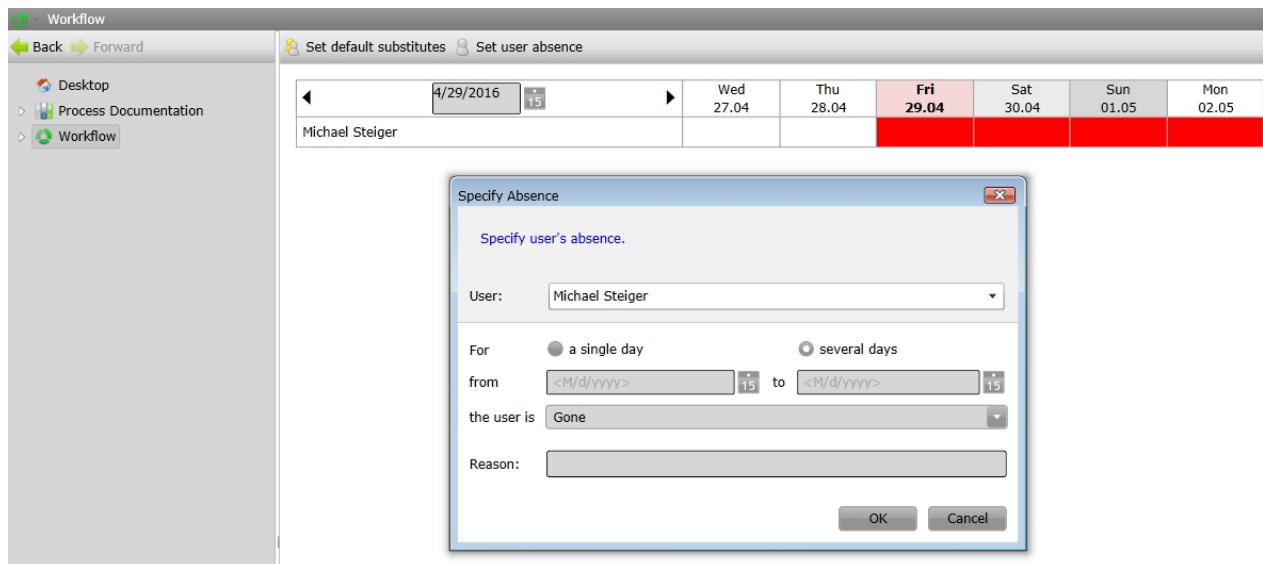 Workflow
Back Forward
Set default substitutes Set user absence
Desktop
Process Documentation
Workflow
4/29/2016 15 Wed Thu Fri Sat Sun Mon
27.04 28.04 29.04 30.04 01.05 02.05
Michael Steiger
Specify Absence
Specify user's absence.
User: Michael Steiger
For a single day several days
from <M/d/yyyy> 15 to <M/d/yyyy> 15
the user is Gone
Reason:
OK Cancel